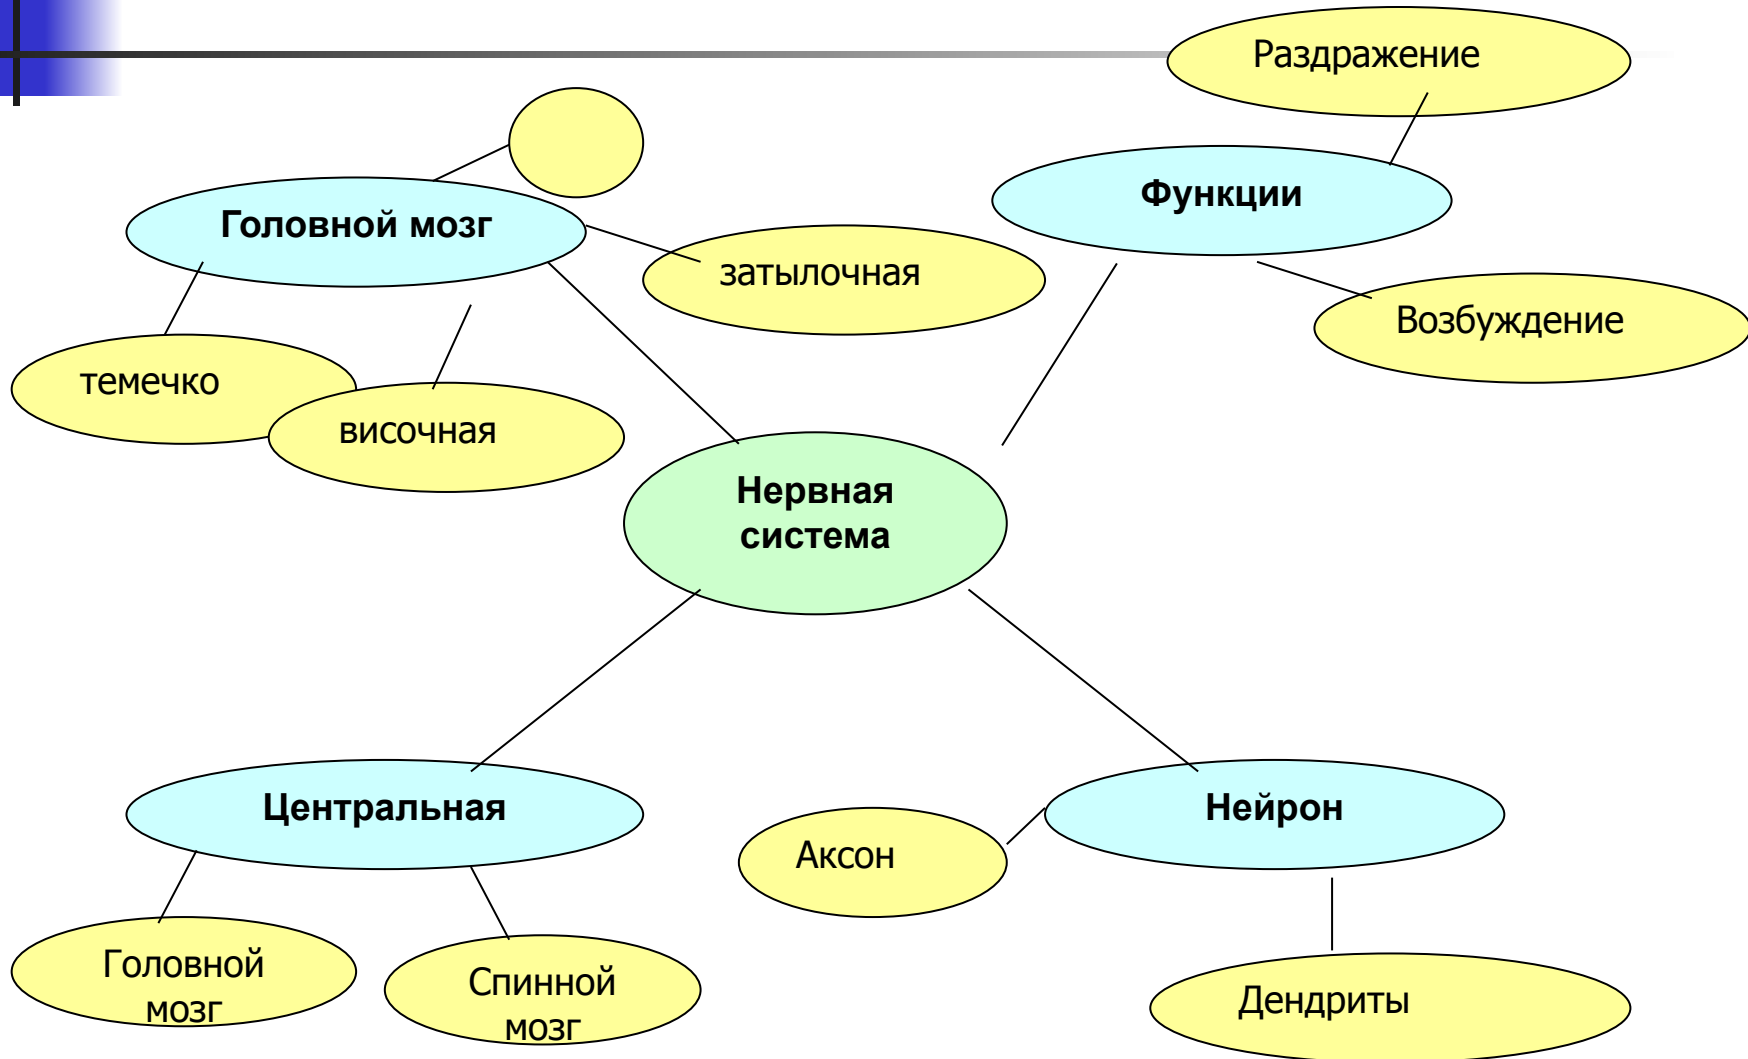 Раздражение
Функции
Головной мозг
затылочная
Возбуждение
темечко
височная
Нервная
система
Центральная
Нейрон
Аксон
Головной
мозг
Спинной
мозг
Дендриты